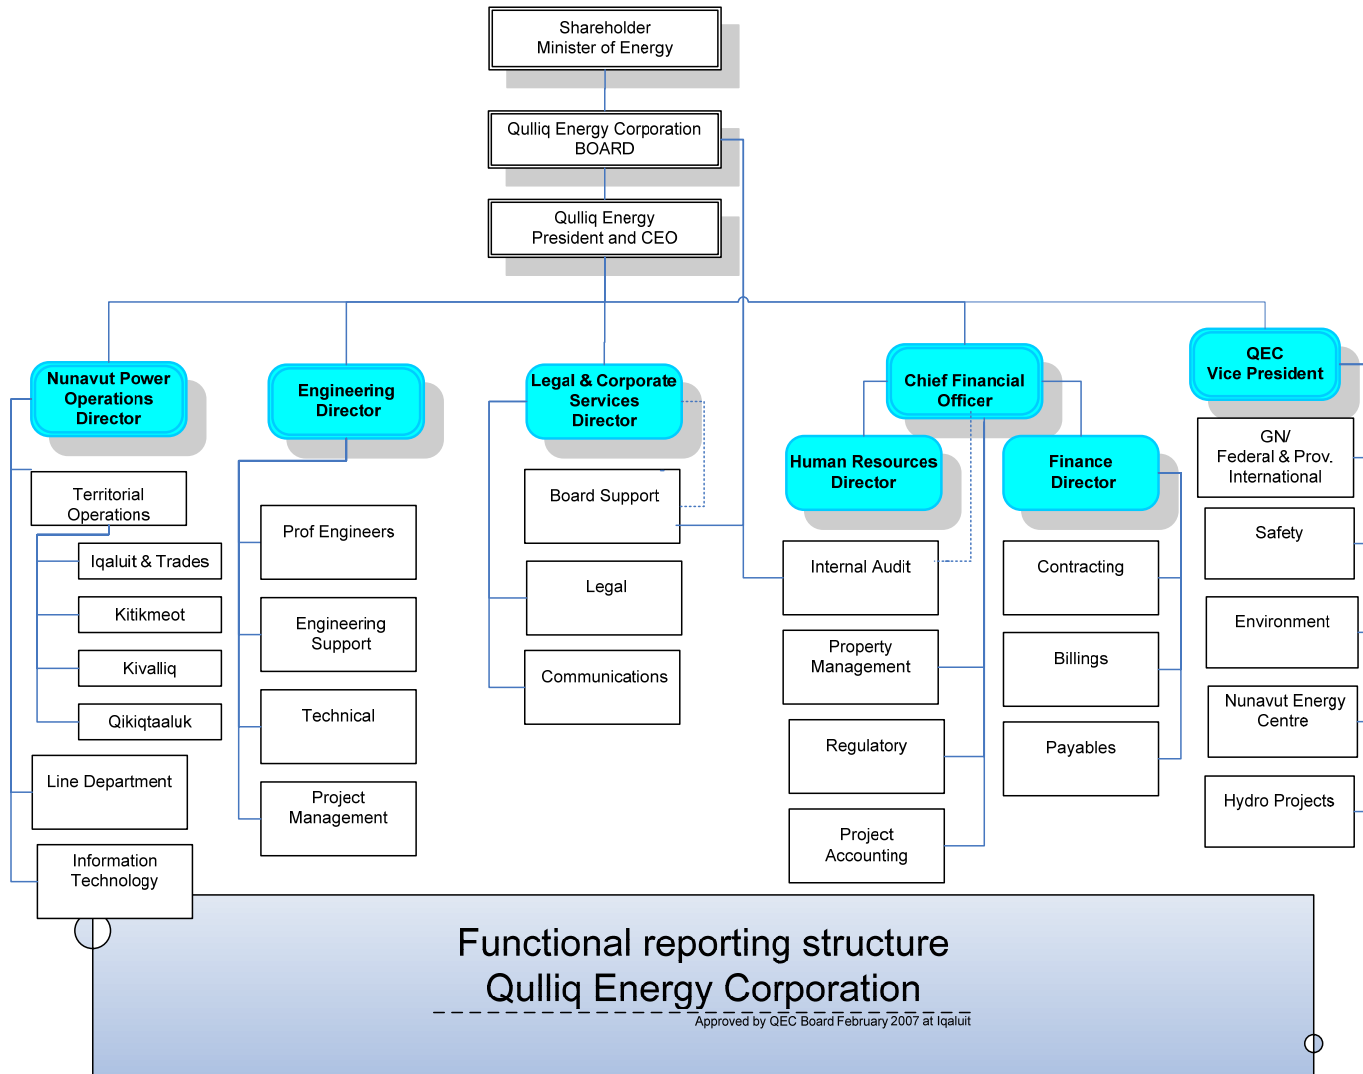 Shareholder
Minister of Energy
Qulliq Energy Corporation
BOARD
Qulliq Energy
President and CEO
Nunavut Power
Operations
Director
Territorial
Operations
Iqaluit & Trades
Kitikmeot
Kivalliq
Qikiqtaaluk
Line Department
Information
Technology
Engineering
Director
Prof Engineers
Engineering
Support
Technical
Project
Management
Legal & Corporate
Services
Director
Board Support
Legal
Communications
Chief Financial
Officer
Human Resources
Director
Internal Audit
Property
Management
Regulatory
Project
Accounting
Finance
Director
Contracting
Billings
Payables
QEC
Vice President
GN/
Federal & Prov.
International
Safety
Environment
Nunavut Energy
Centre
Hydro Projects
Functional reporting structure
Qulliq Energy Corporation
Approved by QEC Board February 2007 at Iqaluit